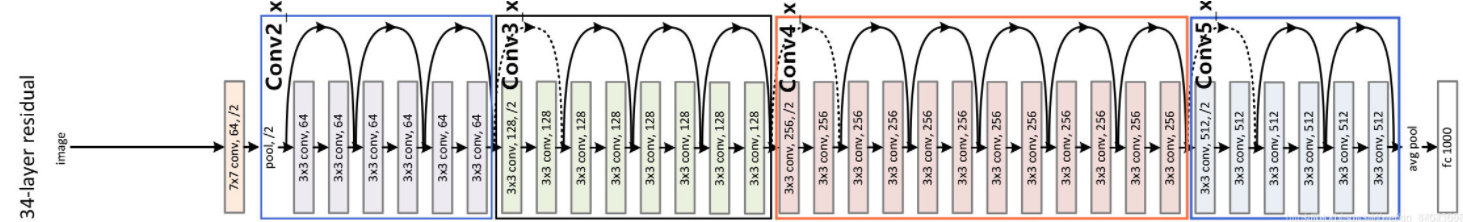 34-layer residual
image
7x7 conv, 64, /2
pool, /2
Conv2_x
3x3 conv, 64
3x3 conv, 64
3x3 conv, 64
3x3 conv, 64
3x3 conv, 64
3x3 conv, 64
Conv3_x
3x3 conv, 128, /2
3x3 conv, 128
3x3 conv, 128
3x3 conv, 128
3x3 conv, 128
3x3 conv, 128
3x3 conv, 128
3x3 conv, 128
Conv4_x
3x3 conv, 256, /2
3x3 conv, 256
3x3 conv, 256
3x3 conv, 256
3x3 conv, 256
3x3 conv, 256
3x3 conv, 256
3x3 conv, 256
3x3 conv, 256
3x3 conv, 256
3x3 conv, 256
3x3 conv, 256
Conv5_x
3x3 conv, 512, /2
3x3 conv, 512
3x3 conv, 512
3x3 conv, 512
3x3 conv, 512
3x3 conv, 512
avg pool
fc 1000